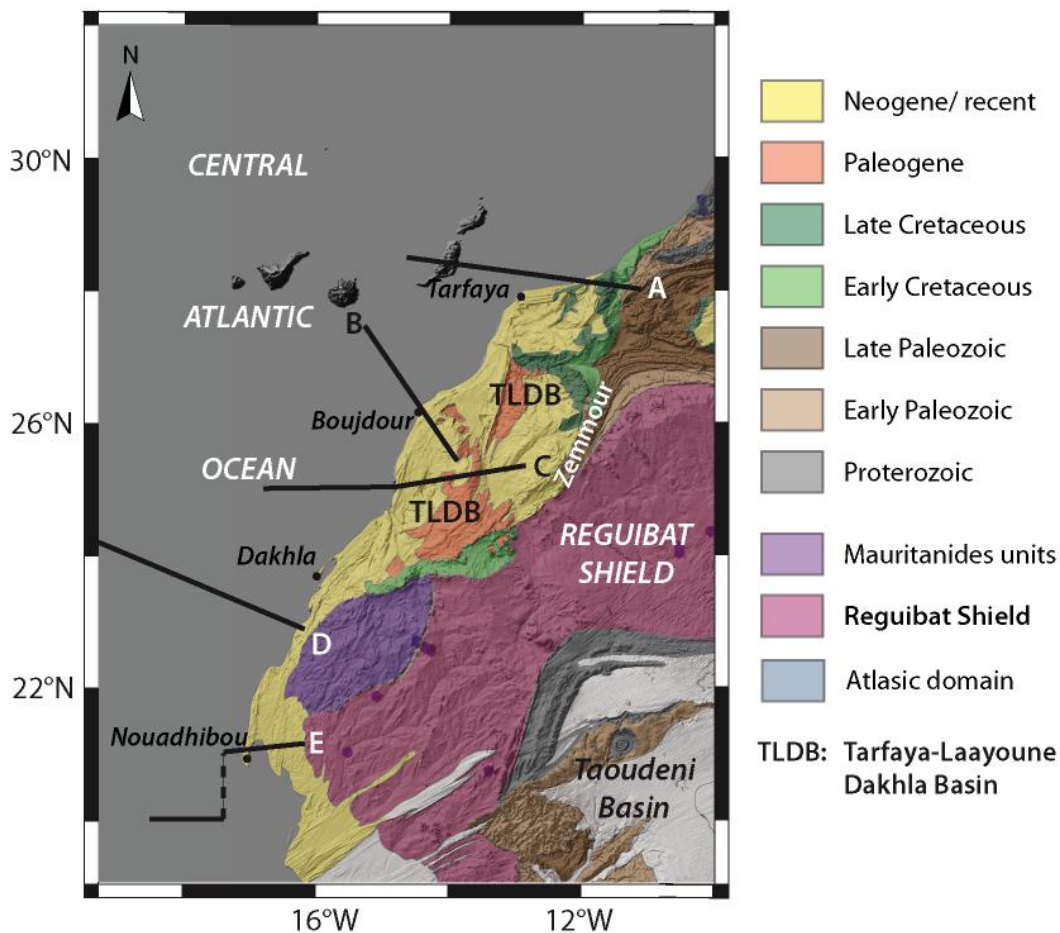 N
30°N
CENTRAL
ATLANTIC
B
Tarfaya
A
TLDB
Boujdour
26°N
Zemmour
OCEAN
C
TLDB
REGUIBAT
SHIELD
Dakhla
D
22°N
Nouadhibou
E
Taoudeni
Basin
16°W
12°W
Neogene/ recent
Paleogene
Late Cretaceous
Early Cretaceous
Late Paleozoic
Early Paleozoic
Proterozoic
Mauritanides units
Reguibat Shield
Atlasic domain
TLDB: Tarfaya-Laayoune
Dakhla Basin